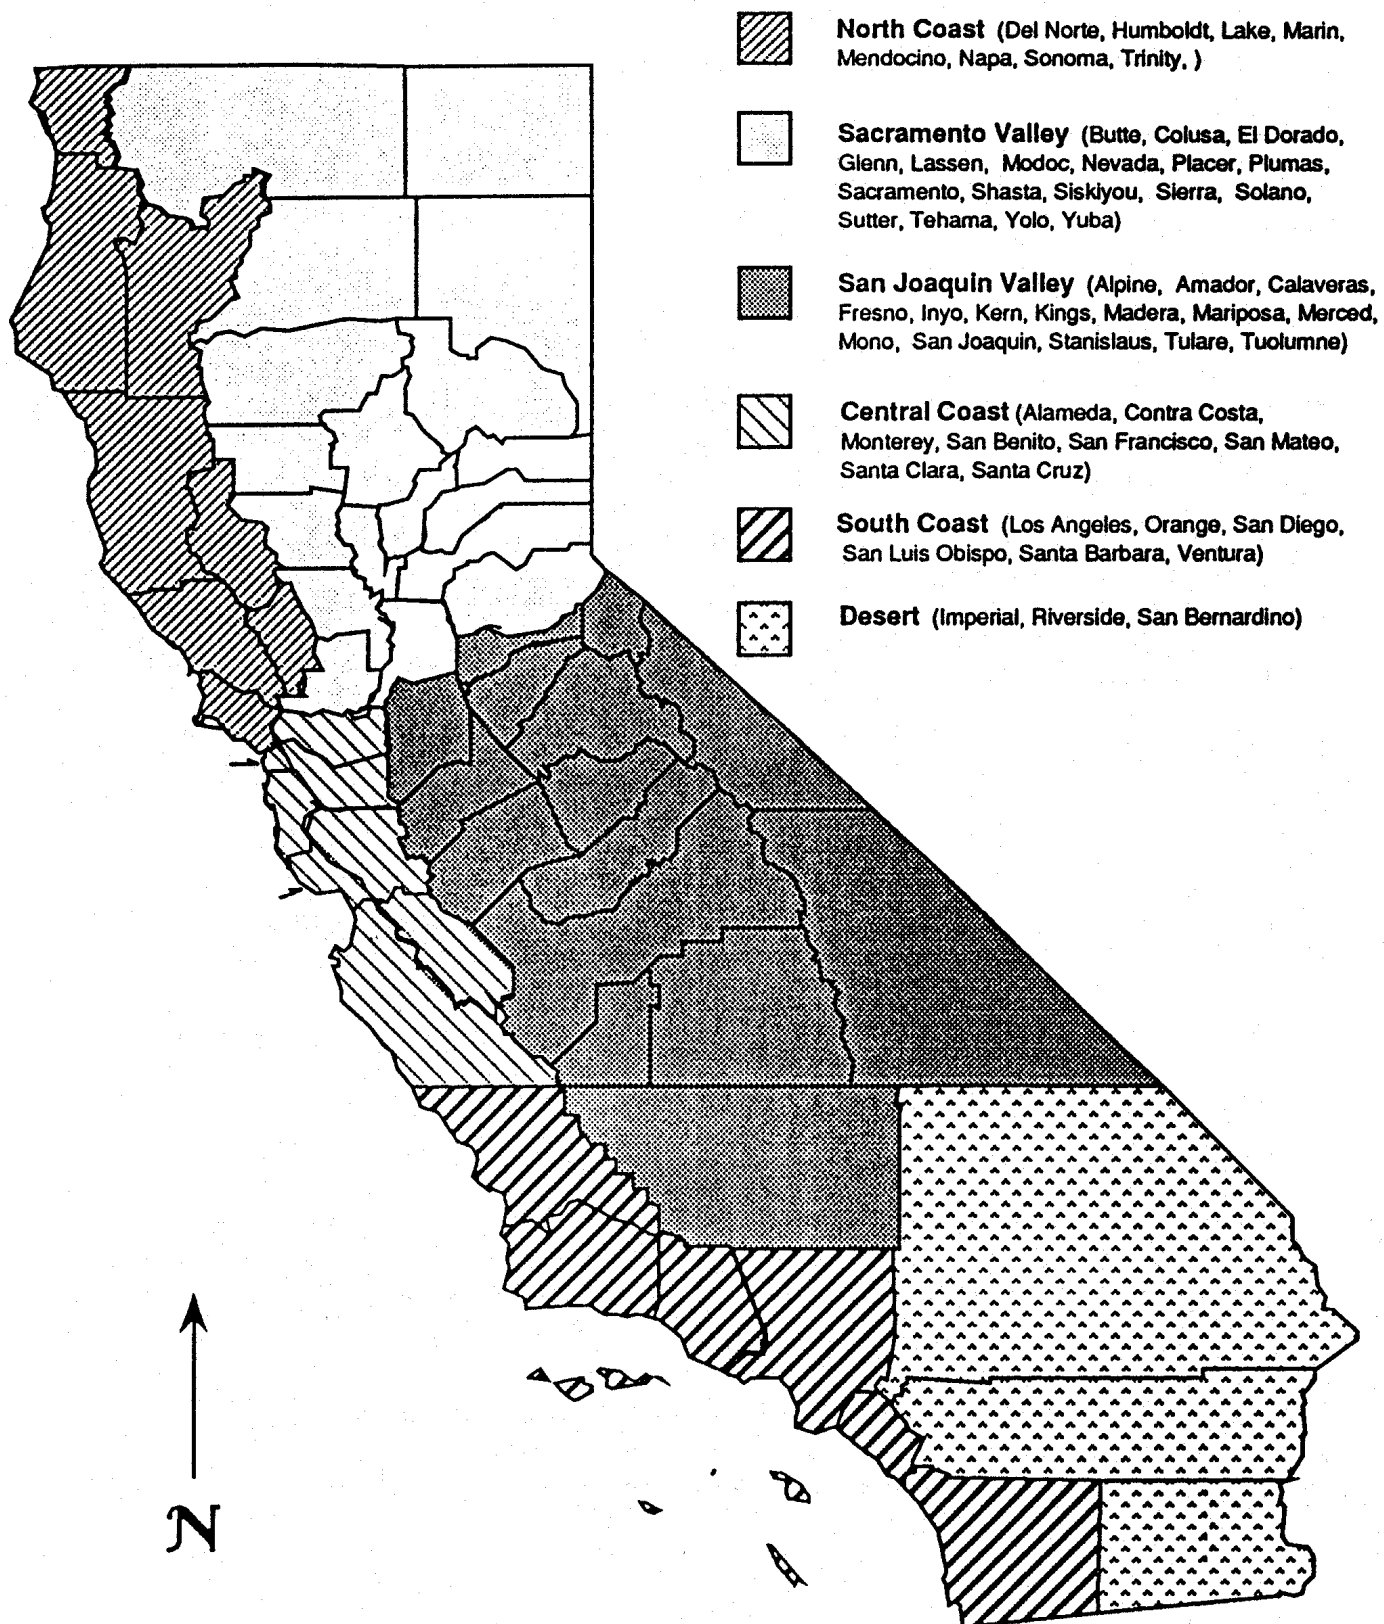 North Coast (Del Norte, Humboldt, Lake, Marin,
Mendocino, Napa, Sonoma, Trinity, )
Sacramento Valley (Butte, Colusa, El Dorado,
Glenn, Lassen, Modoc, Nevada, Placer, Plumas,
Sacramento, Shasta, Siskiyou, Sierra, Solano,
Sutter, Tehama, Yolo, Yuba)
San Joaquin Valley (Alpine, Amador, Calaveras,
Fresno, Inyo, Kern, Kings, Madera, Mariposa, Merced,
Mono, San Joaquin, Stanislaus, Tulare, Tuolumne)
Central Coast (Alameda, Contra Costa,
Monterey, San Benito, San Francisco, San Mateo,
Santa Clara, Santa Cruz)
South Coast (Los Angeles, Orange, San Diego,
San Luis Obispo, Santa Barbara, Ventura)
Desert (Imperial, Riverside, San Bernardino)
N